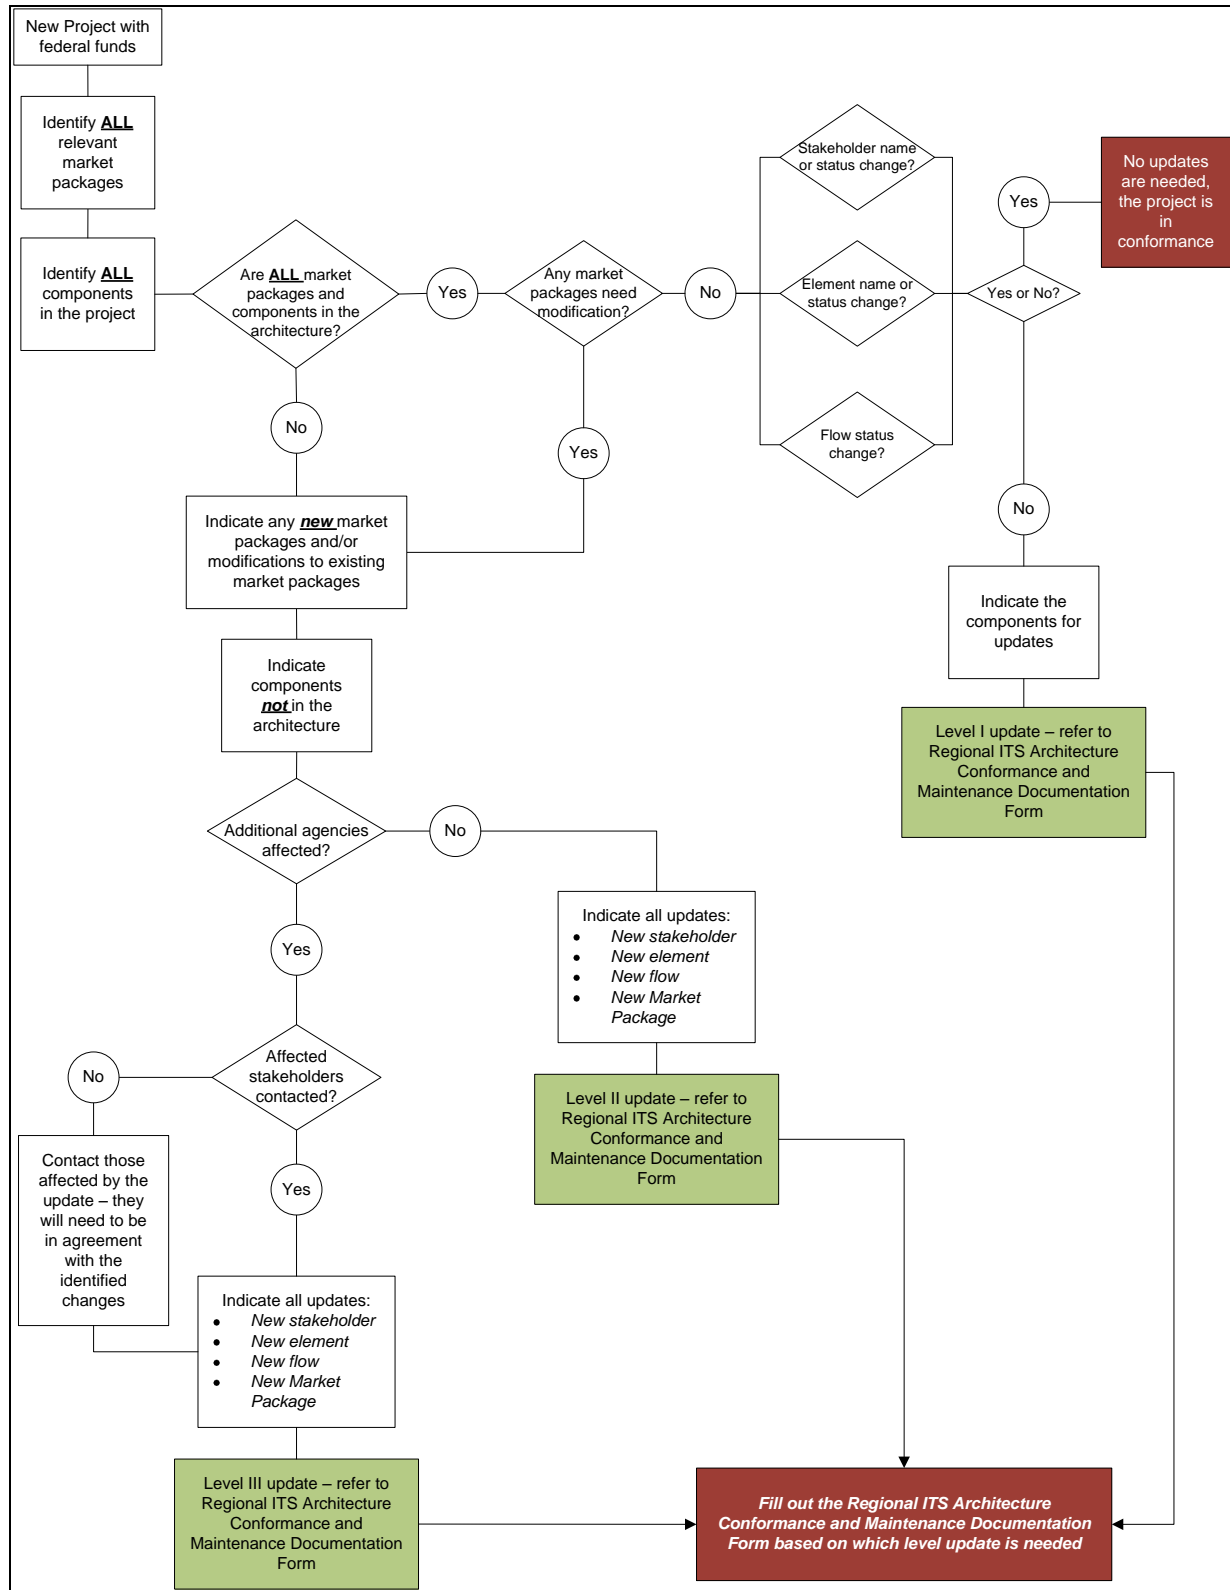 New Project with
federal funds
Identify ALL
relevant
market
packages
Identify ALL
components
in the project
Are ALL market
packages and
components in the
architecture?
Yes
Any market
packages need
modification?
No
Stakeholder name
or status change?
Element name or
status change?
Flow status
change?
Yes or No?
Yes
No updates
are needed,
the project is
in
conformance
No
Indicate the
components for
updates
Level I update – refer to
Regional ITS Architecture
Conformance and
Maintenance Documentation
Form
No
Yes
Indicate any new market
packages and/or
modifications to existing
market packages
Indicate
components
not in the
architecture
Additional agencies
affected?
No
Indicate all updates:
• New stakeholder
• New element
• New flow
• New Market
Package
Level II update – refer to
Regional ITS Architecture
Conformance and
Maintenance Documentation
Form
Yes
Affected
stakeholders
contacted?
No
Contact those
affected by the
update – they
will need to be
in agreement
with the
identified
changes
Yes
Indicate all updates:
• New stakeholder
• New element
• New flow
• New Market
Package
Level III update – refer to
Regional ITS Architecture
Conformance and
Maintenance Documentation
Form
Fill out the Regional ITS Architecture
Conformance and Maintenance Documentation
Form based on which level update is needed